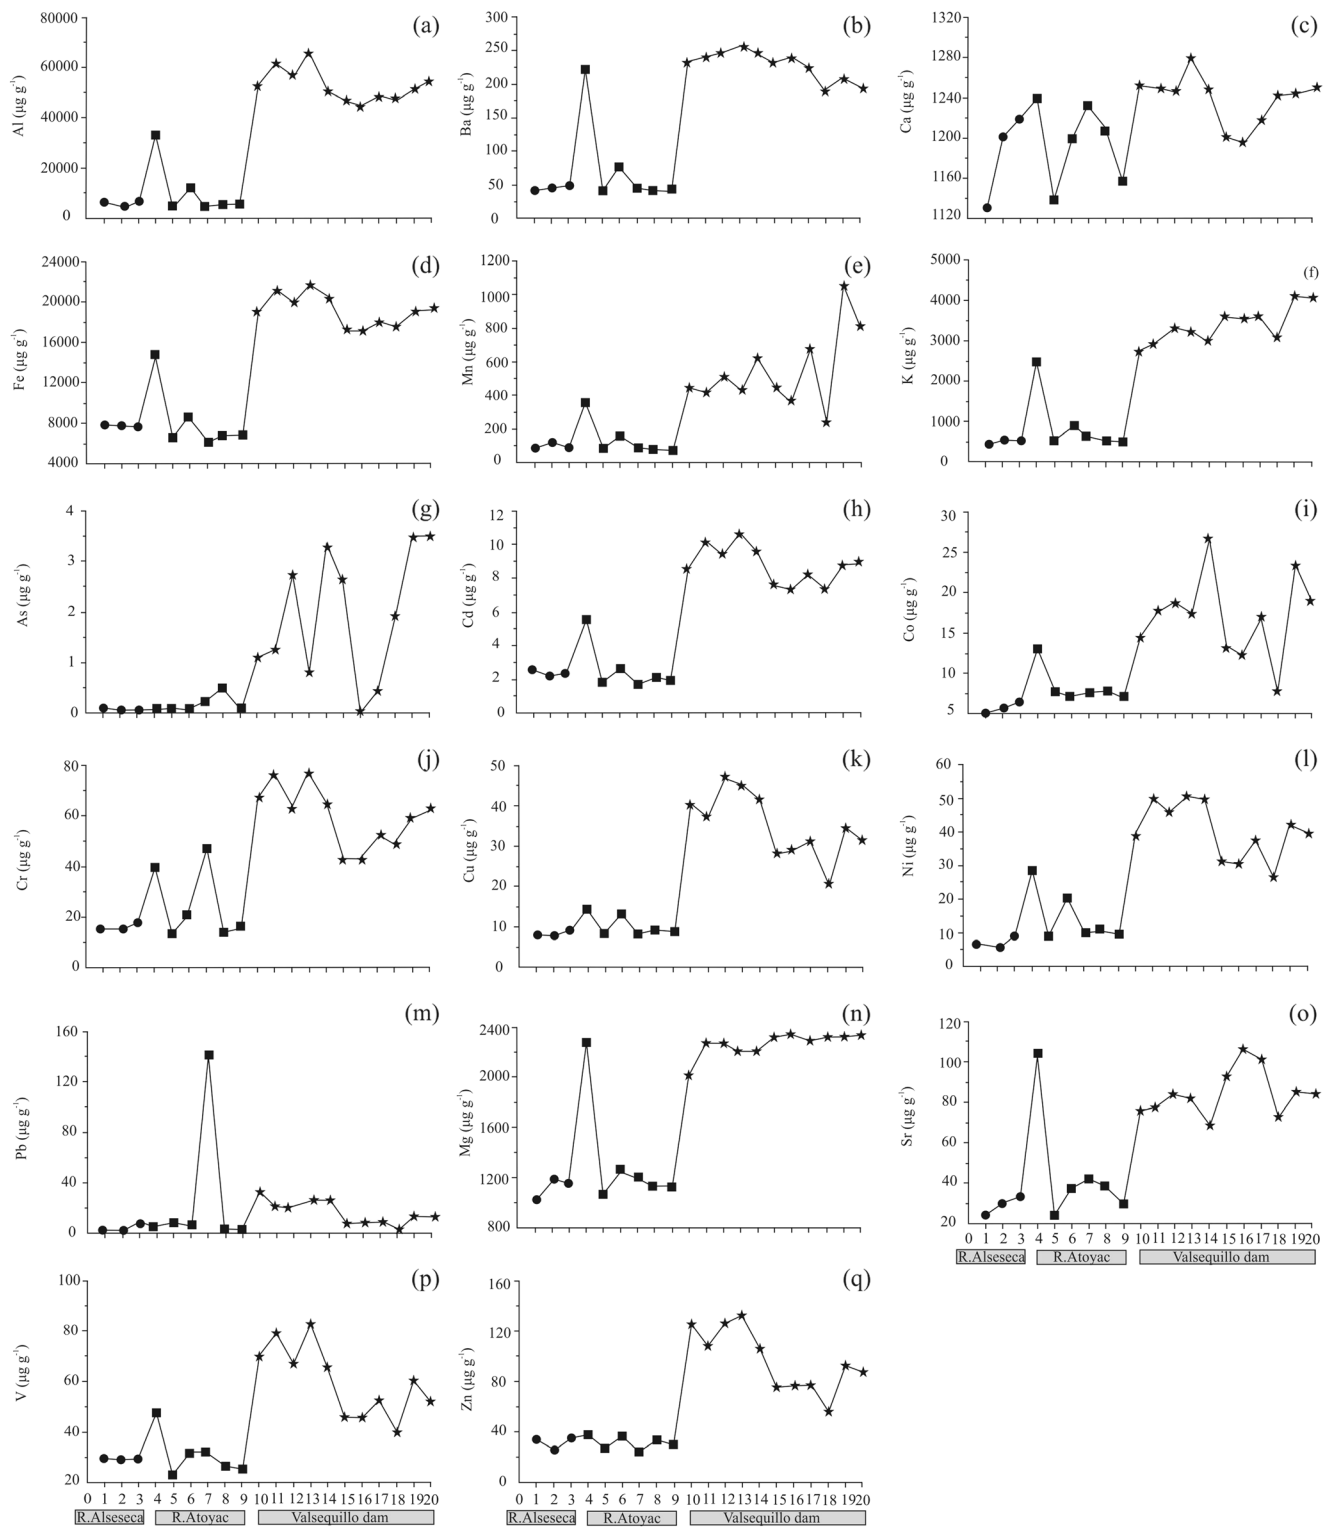 (a)
Al (µg g⁻¹)
80000
60000
40000
20000
0
(b)
Ba (µg g⁻¹)
300
250
200
150
100
50
0
(c)
Ca (µg g⁻¹)
1320
1280
1240
1200
1160
1120
(d)
Fe (µg g⁻¹)
24000
20000
16000
12000
8000
4000
(e)
Mn (µg g⁻¹)
1200
1000
800
600
400
200
0
(f)
K (µg g⁻¹)
5000
4000
3000
2000
1000
0
(g)
As (µg g⁻¹)
4
3
2
1
0
(h)
Cd (µg g⁻¹)
12
10
8
6
4
2
0
(i)
Co (µg g⁻¹)
30
25
20
15
10
5
(j)
Cr (µg g⁻¹)
80
60
40
20
0
(k)
Cu (µg g⁻¹)
50
40
30
20
10
0
(l)
Ni (µg g⁻¹)
60
50
40
30
20
10
0
(m)
Pb (µg g⁻¹)
160
120
80
40
0
(n)
Mg (µg g⁻¹)
2400
2000
1600
1200
800
(o)
Sr (µg g⁻¹)
120
100
80
60
40
20
0 1 2 3 4 5 6 7 8 9 10 11 12 13 14 15 16 17 18 19 20
R.Alseseca R.Atoyac Valsequillo dam
(p)
V (µg g⁻¹)
100
80
60
40
20
0 1 2 3 4 5 6 7 8 9 10 11 12 13 14 15 16 17 18 19 20
R.Alseseca R.Atoyac Valsequillo dam
(q)
Zn (µg g⁻¹)
160
120
80
40
0
0 1 2 3 4 5 6 7 8 9 10 11 12 13 14 15 16 17 18 19 20
R.Alseseca R.Atoyac Valsequillo dam